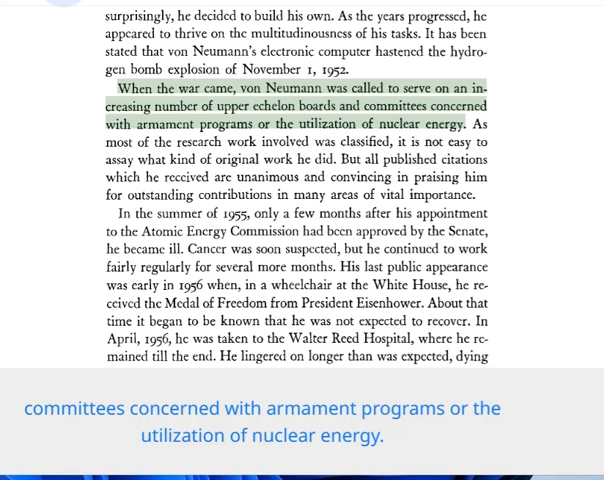 surprisingly, he decided to build his own. As the years progressed, he
appeared to thrive on the multitudinousness of his tasks. It has been
stated that von Neumann's electronic computer hastened the hydro-
gen bomb explosion of November 1, 1952.
When the war came, von Neumann was called to serve on an in-
creasing number of upper echelon boards and committees concerned
with armament programs or the utilization of nuclear energy. As
most of the research work involved was classified, it is not easy to
assay what kind of original work he did. But all published citations
which he received are unanimous and convincing in praising him
for outstanding contributions in many areas of vital importance.
In the summer of 1955, only a few months after his appointment
to the Atomic Energy Commission had been approved by the Senate,
he became ill. Cancer was soon suspected, but he continued to work
fairly regularly for several more months. His last public appearance
was early in 1956 when, in a wheelchair at the White House, he re-
ceived the Medal of Freedom from President Eisenhower. About that
time it began to be known that he was not expected to recover. In
April, 1956, he was taken to the Walter Reed Hospital, where he re-
mained till the end. He lingered on longer than was expected, dying
committees concerned with armament programs or the
utilization of nuclear energy.